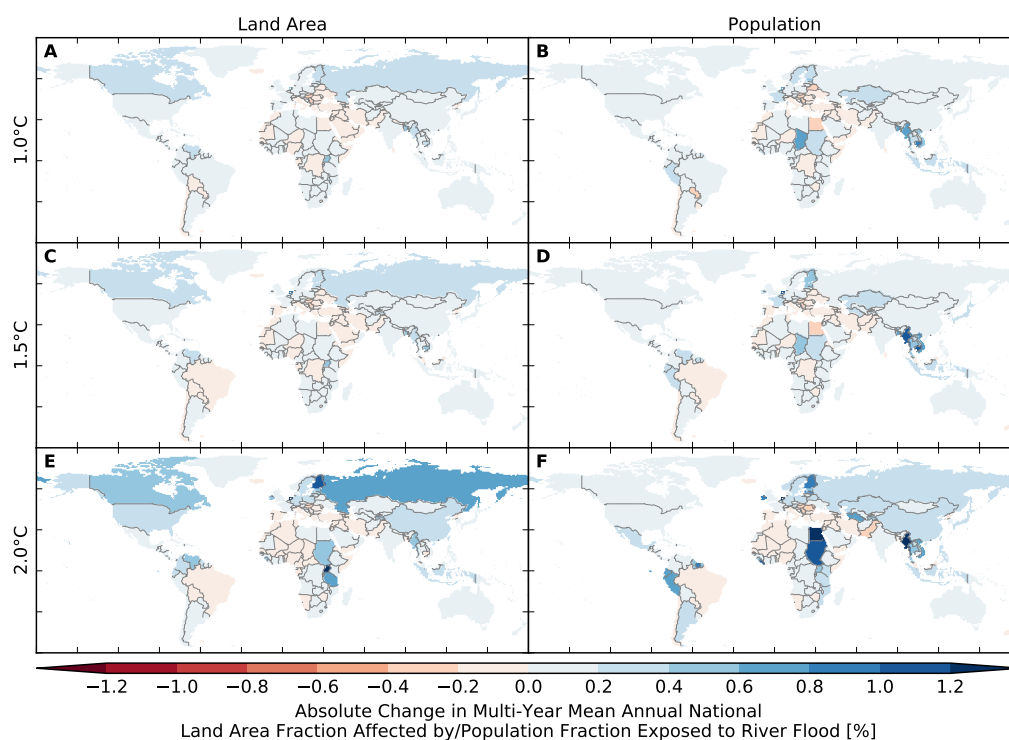 Land Area
Population
A
B
1.0°C
C
D
1.5°C
E
F
2.0°C
−1.2 −1.0 −0.8 −0.6 −0.4 −0.2 0.0 0.2 0.4 0.6 0.8 1.0 1.2
Absolute Change in Multi-Year Mean Annual National
Land Area Fraction Affected by/Population Fraction Exposed to River Flood [%]